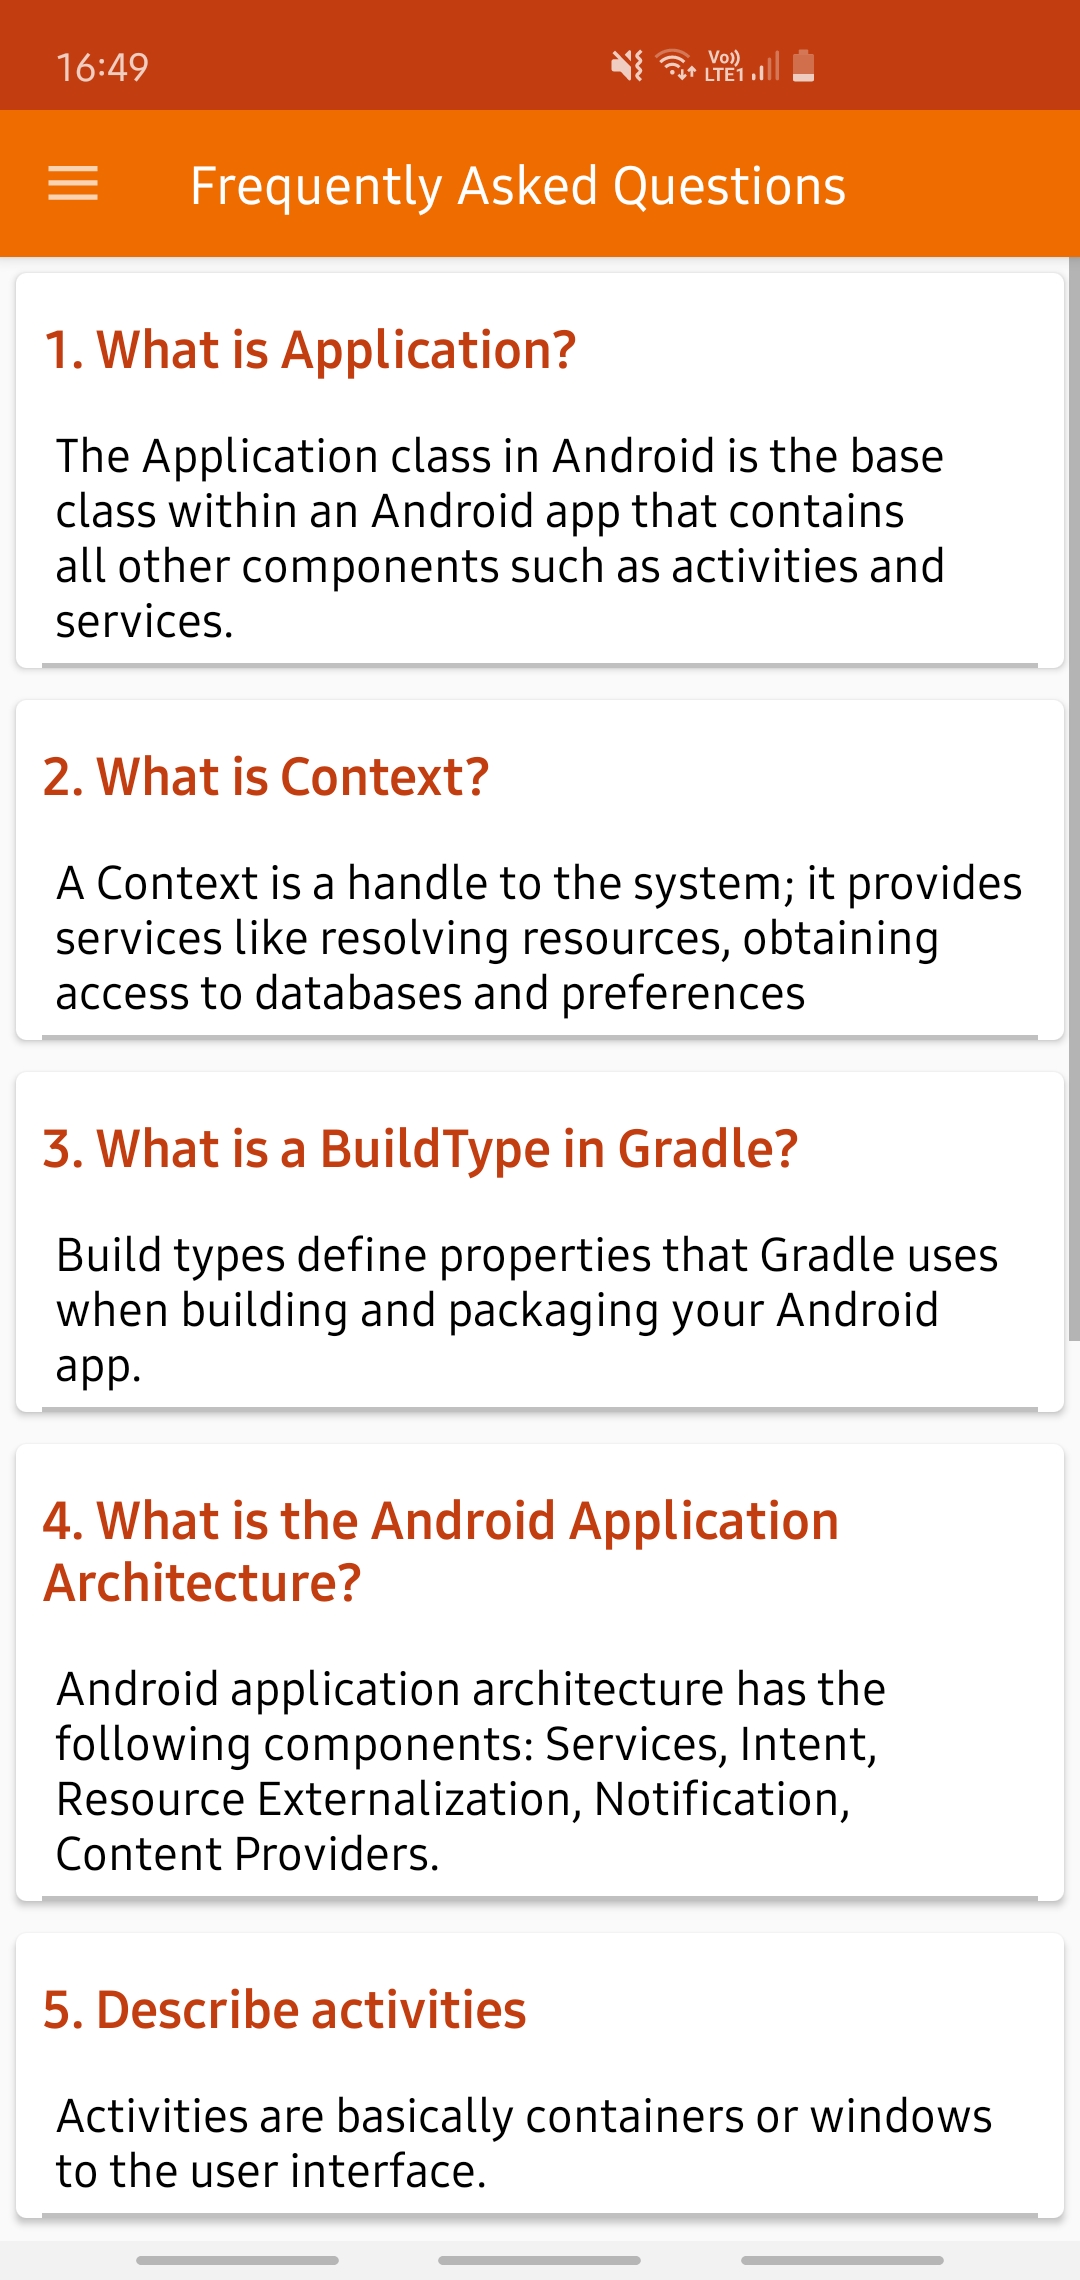 16:49
Vo)) LTE1
Frequently Asked Questions
1. What is Application?
The Application class in Android is the base
class within an Android app that contains
all other components such as activities and
services.
2. What is Context?
A Context is a handle to the system; it provides
services like resolving resources, obtaining
access to databases and preferences
3. What is a BuildType in Gradle?
Build types define properties that Gradle uses
when building and packaging your Android
app.
4. What is the Android Application
Architecture?
Android application architecture has the
following components: Services, Intent,
Resource Externalization, Notification,
Content Providers.
5. Describe activities
Activities are basically containers or windows
to the user interface.